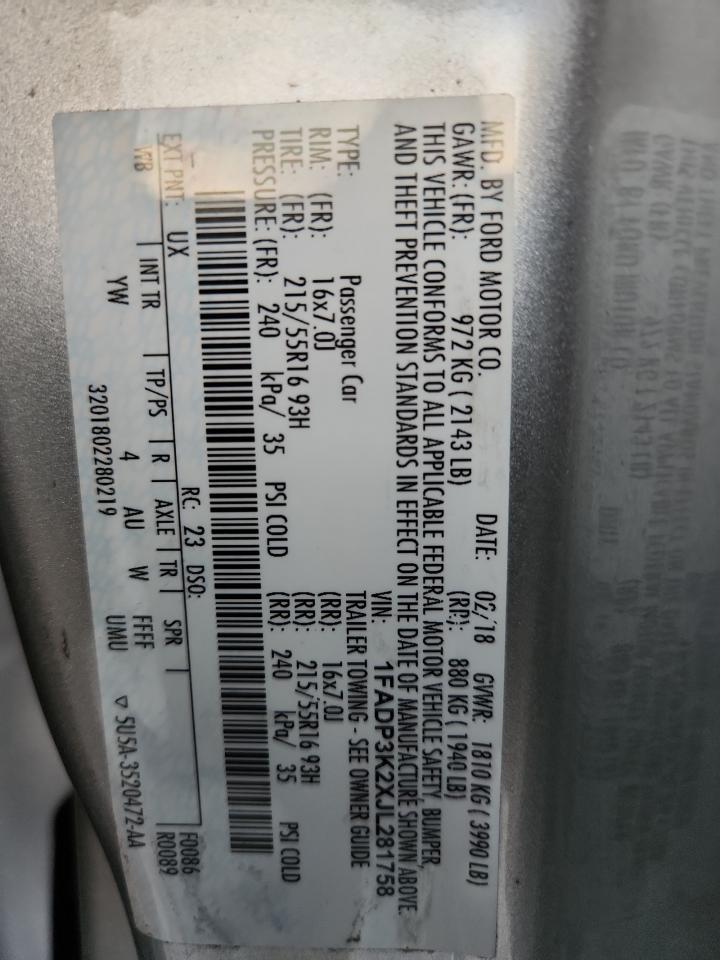 MFD. BY FORD MOTOR CO. DATE: 02/18 GVWR: 1810 KG ( 3990 LB)
GAWR: (FR): 972 KG ( 2143 LB) (RR): 880 KG ( 1940 LB)
THIS VEHICLE CONFORMS TO ALL APPLICABLE FEDERAL MOTOR VEHICLE SAFETY, BUMPER,
AND THEFT PREVENTION STANDARDS IN EFFECT ON THE DATE OF MANUFACTURE SHOWN ABOVE.
VIN: 1FADP3K2XJL281758
TYPE: Passenger Car TRAILER TOWING - SEE OWNER GUIDE
RIM: (FR): 16x7.0J (RR): 16x7.0J
TIRE: (FR): 215/55R16 93H (RR): 215/55R16 93H
PRESSURE: (FR): 240 kPa/ 35 PSI COLD (RR): 240 kPa/ 35 PSI COLD
EXT PNT: UX RC: 23 DSO: F0086
WB INT TR TP/PS R AXLE TR SPR R0089
YW 4 AU W FFFF
UMU 5U5A-3520472-AA
3201802280219